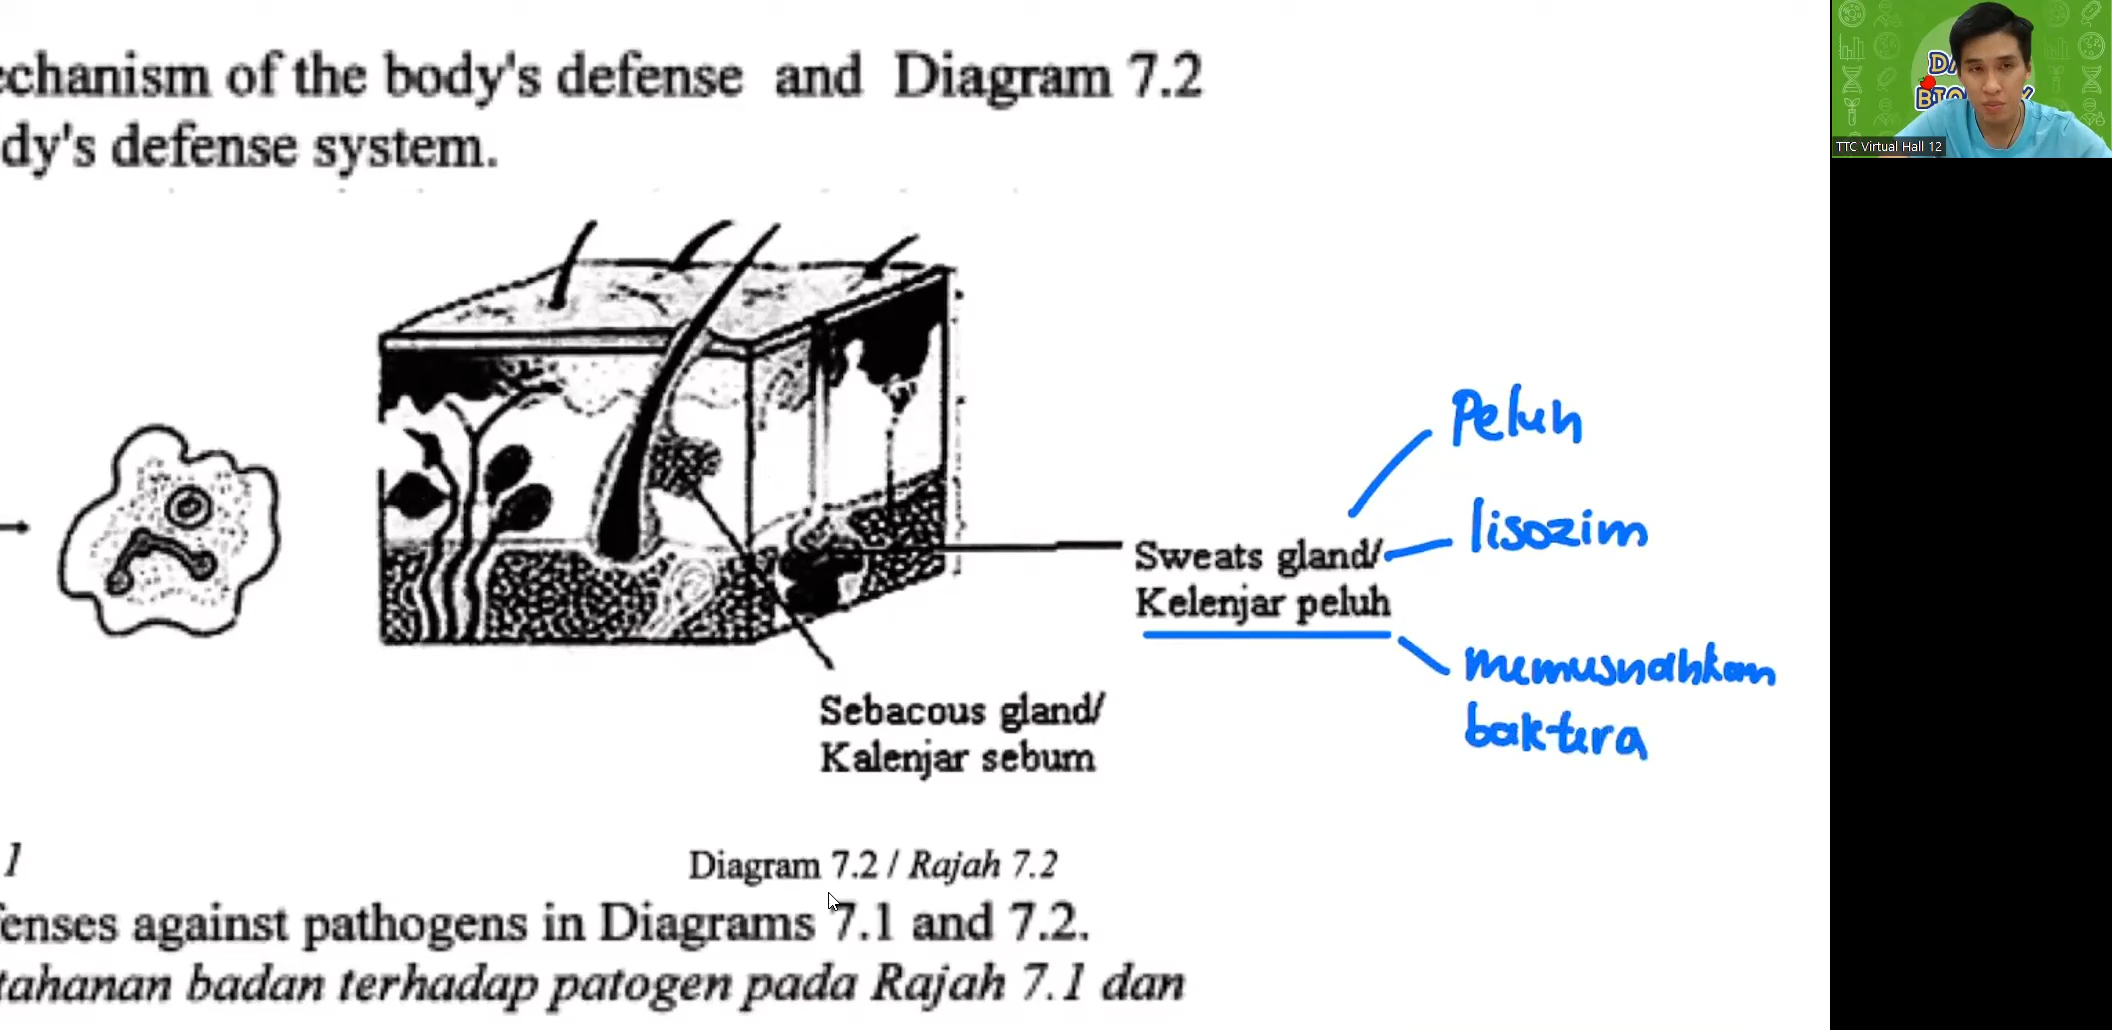 echanism of the body's defense and Diagram 7.2
dy's defense system.
Peluh
lisozim
Sweats gland/
Kelenjar peluh
memusnahkan
baktera
Sebacous gland/
Kalenjar sebum
1
Diagram 7.2 / Rajah 7.2
enses against pathogens in Diagrams 7.1 and 7.2.
tahanan badan terhadap patogen pada Rajah 7.1 dan
TTC Virtual Hall 12